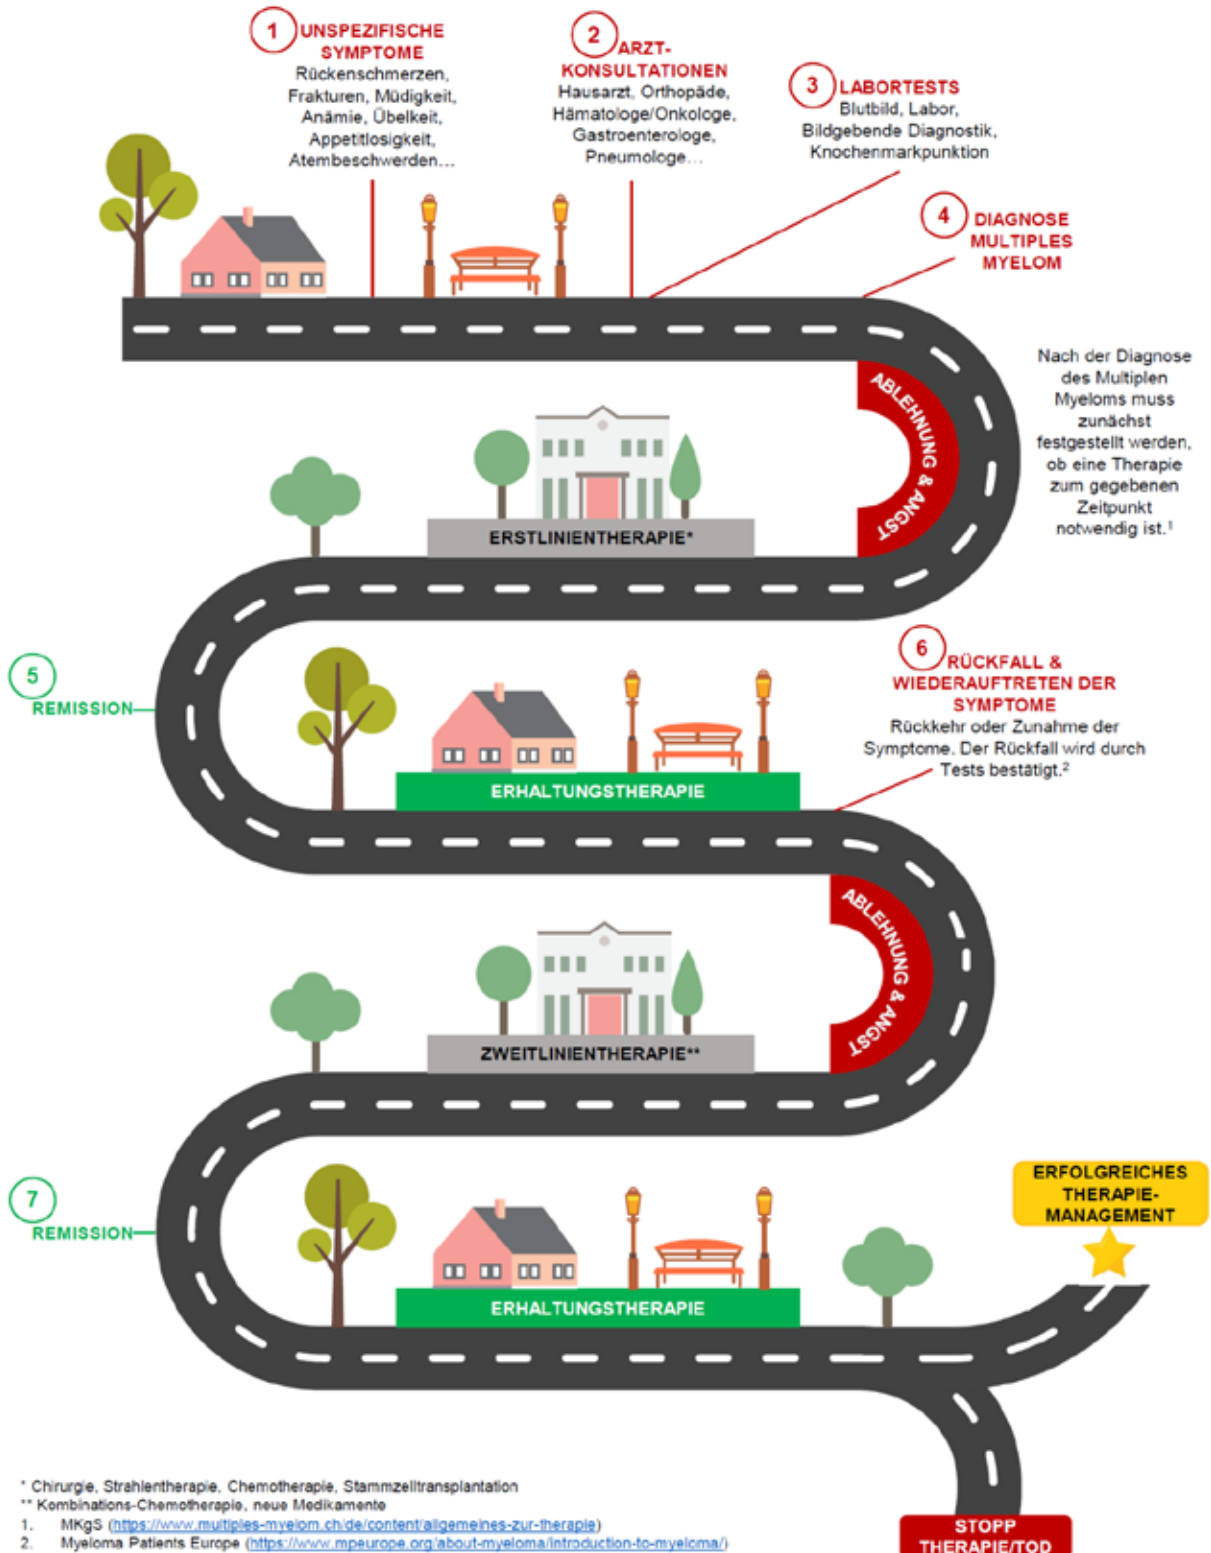 1 UNSPEZIFISCHE
SYMPTOME
Rückenschmerzen,
Frakturen, Müdigkeit,
Anämie, Übelkeit,
Appetitlosigkeit,
Atembeschwerden...
2 ARZT-
KONSULTATIONEN
Hausarzt, Orthopäde,
Hämatologe/Onkologe,
Gastroenterologe,
Pneumologe...
3 LABORTESTS
Blutbild, Labor,
Bildgebende Diagnostik,
Knochenmarkpunktion
4 DIAGNOSE
MULTIPLES
MYELOM
Nach der Diagnose
des Multiplen
Myeloms muss
zunächst
festgestellt werden,
ob eine Therapie
zum gegebenen
Zeitpunkt
notwendig ist.¹
ABLEHNUNG & ANGST
ERSTLINIENTHERAPIE*
5
REMISSION
6 RÜCKFALL &
WIEDERAUFTRETEN DER
SYMPTOME
Rückkehr oder Zunahme der
Symptome. Der Rückfall wird durch
Tests bestätigt.²
ERHALTUNGSTHERAPIE
ABLEHNUNG & ANGST
ZWEITLINIENTHERAPIE**
7
REMISSION
ERHALTUNGSTHERAPIE
ERFOLGREICHES
THERAPIE-
MANAGEMENT
STOPP
THERAPIE/TOD
* Chirurgie, Strahlentherapie, Chemotherapie, Stammzelltransplantation
** Kombinations-Chemotherapie, neue Medikamente
1. MKgS (https://www.multiples-myelom.ch/de/content/allgemeines-zur-therapie)
2. Myeloma Patients Europe (https://www.mpeurope.org/about-myeloma/introduction-to-myeloma/)